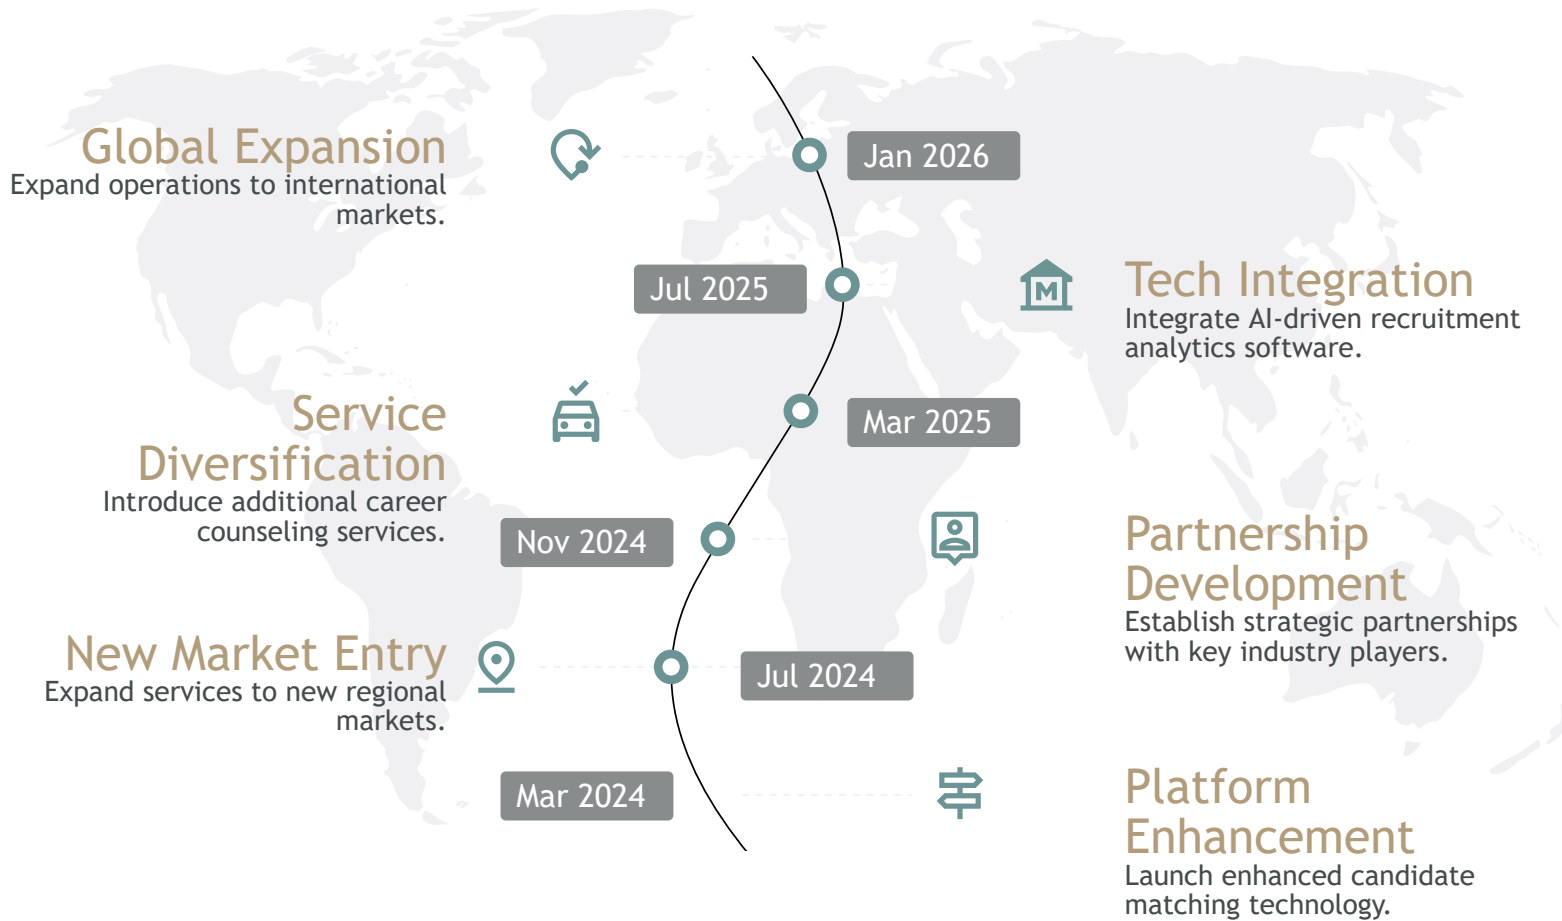 Global Expansion
Expand operations to international
markets.
Jan 2026
Jul 2025
Tech Integration
Integrate AI-driven recruitment
analytics software.
Service
Diversification
Introduce additional career
counseling services.
Mar 2025
Nov 2024
Partnership
Development
Establish strategic partnerships
with key industry players.
New Market Entry
Expand services to new regional
markets.
Jul 2024
Mar 2024
Platform
Enhancement
Launch enhanced candidate
matching technology.
M